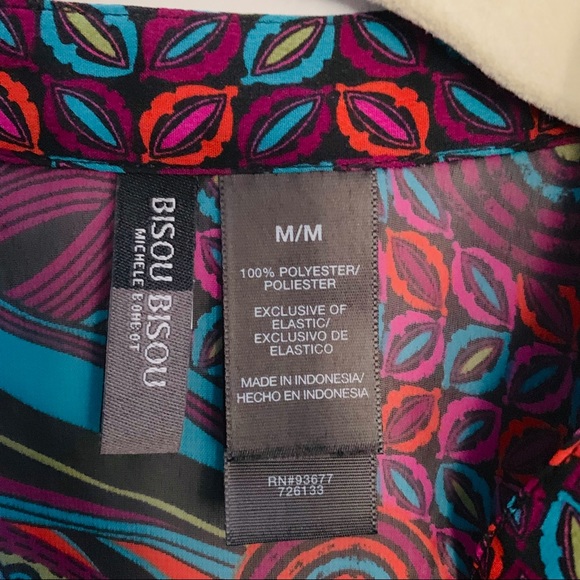 BISOU BISOU
MICHELE BOHBOT
M/M
100% POLYESTER/
POLIESTER
EXCLUSIVE OF
ELASTIC/
EXCLUSIVO DE
ELASTICO
MADE IN INDONESIA/
HECHO EN INDONESIA
RN#93677
726133